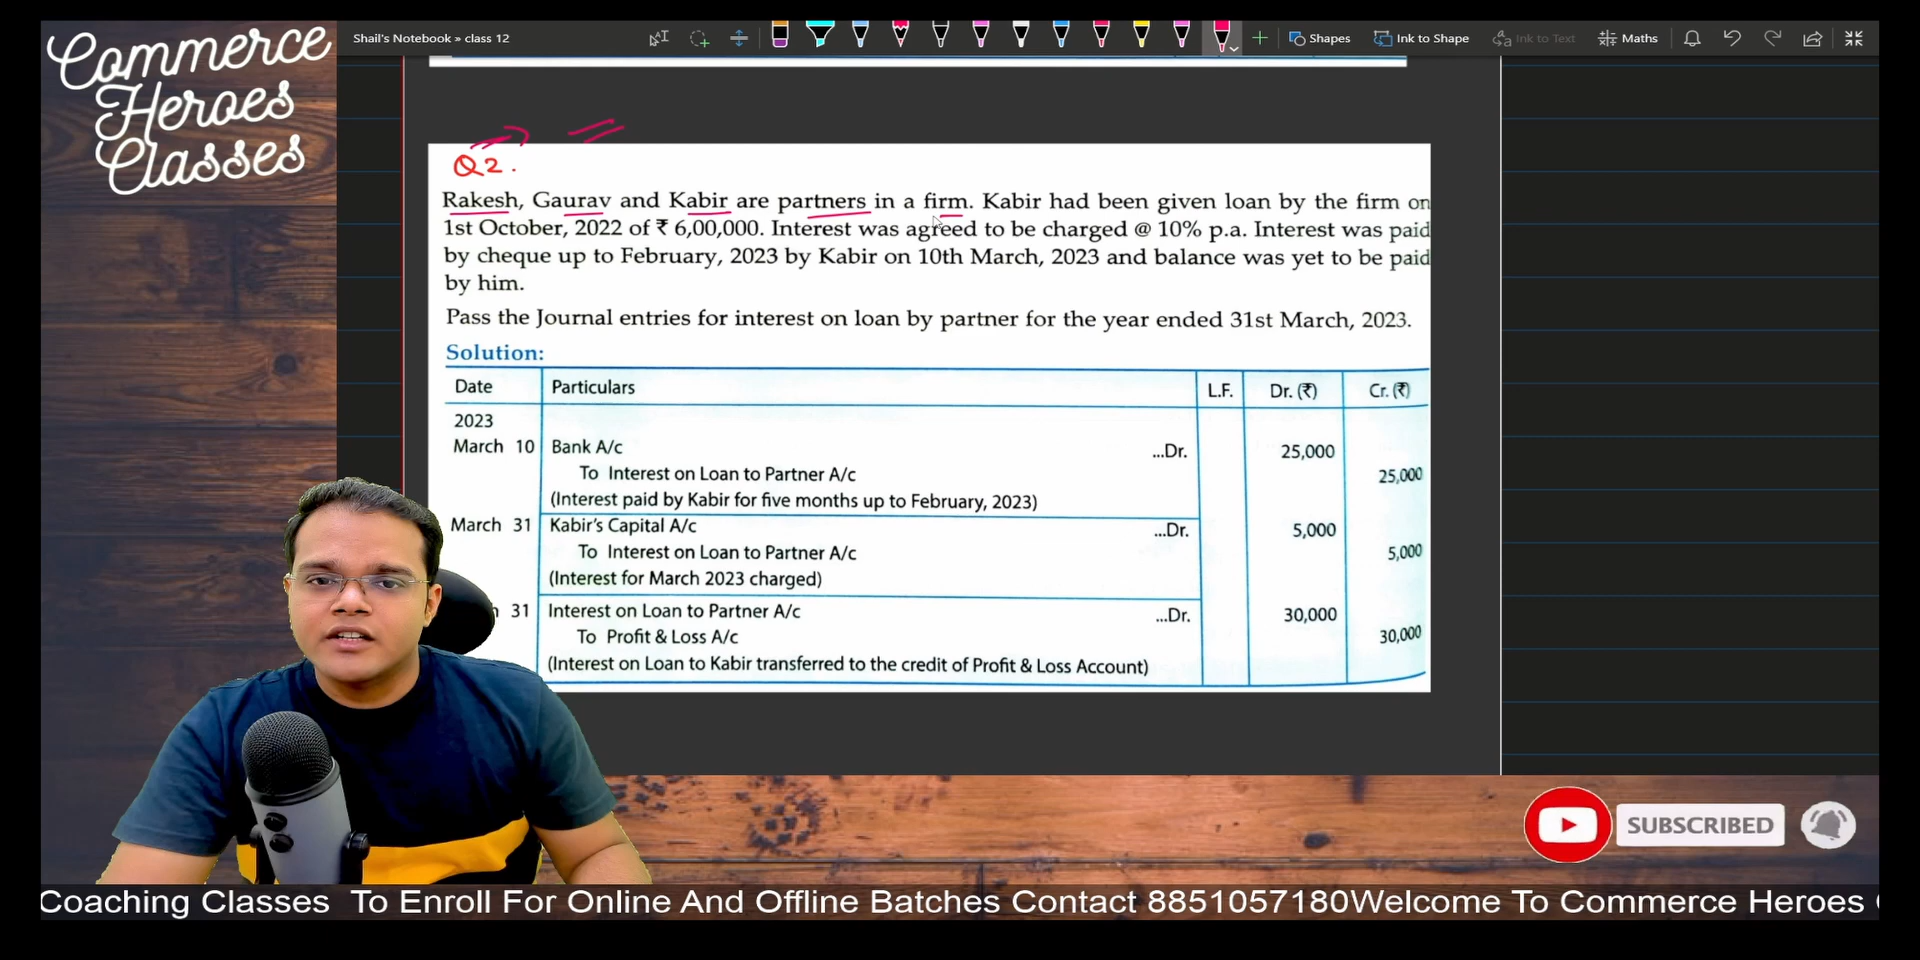 Commerce
Heroes
Classes
Shail's Notebook » class 12
Shapes
Ink to Shape
Ink to Text
Maths
Q2.
Rakesh, Gaurav and Kabir are partners in a firm. Kabir had been given loan by the firm on
1st October, 2022 of ₹ 6,00,000. Interest was agreed to be charged @ 10% p.a. Interest was paid
by cheque up to February, 2023 by Kabir on 10th March, 2023 and balance was yet to be paid
by him.
Pass the Journal entries for interest on loan by partner for the year ended 31st March, 2023.
Solution:
Date Particulars L.F. Dr. (₹) Cr. (₹)
2023
March 10 Bank A/c ...Dr. 25,000
To Interest on Loan to Partner A/c 25,000
(Interest paid by Kabir for five months up to February, 2023)
March 31 Kabir's Capital A/c ...Dr. 5,000
To Interest on Loan to Partner A/c 5,000
(Interest for March 2023 charged)
31 Interest on Loan to Partner A/c ...Dr. 30,000
To Profit & Loss A/c 30,000
(Interest on Loan to Kabir transferred to the credit of Profit & Loss Account)
SUBSCRIBED
Coaching Classes To Enroll For Online And Offline Batches Contact 8851057180Welcome To Commerce Heroes